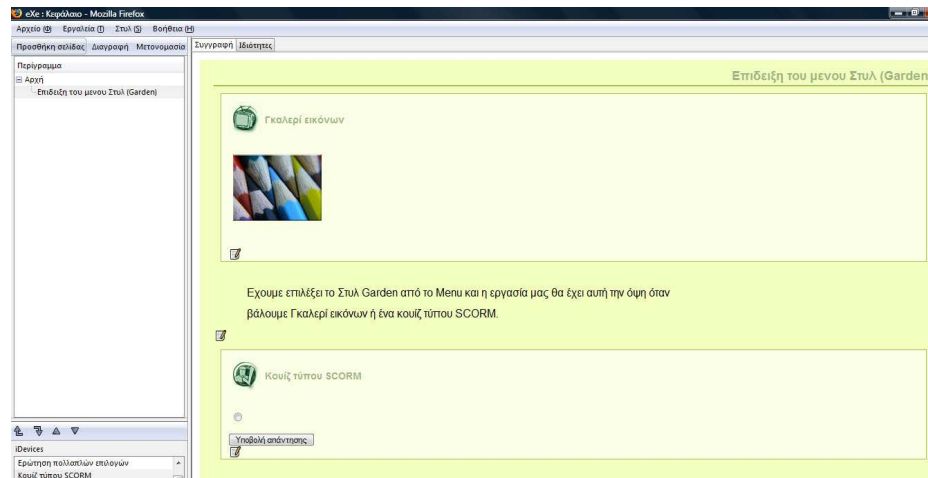 eXe : Κεφάλαιο - Mozilla Firefox
Αρχείο (Φ) Εργαλεία (Τ) Στυλ (S) Βοήθεια (H)
Προσθήκη σελίδας Διαγραφή Μετονομασία
Συγγραφή Ιδιότητες
Περίγραμμα
Αρχή
Επιδειξη του μενου Στυλ (Garden)
Επιδειξη του μενου Στυλ (Garden
Γκαλερί εικόνων
Εχουμε επιλέξει το Στυλ Garden από το Menu και η εργασία μας θα έχει αυτή την όψη όταν
βάλουμε Γκαλερί εικόνων ή ένα κουίζ τύπου SCORM.
Κουίζ τύπου SCORM
Υποβολή απάντησης
iDevices
Ερώτηση πολλαπλών επιλογών
Κουίζ τύπου SCORM